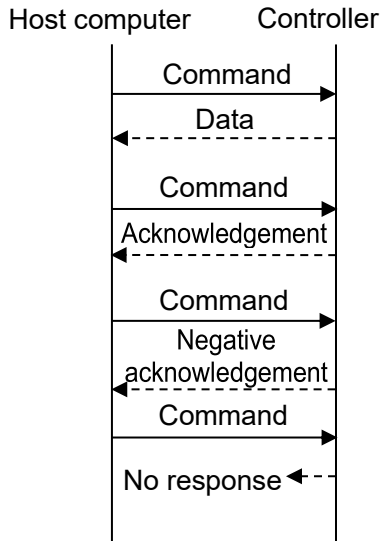 Host computer Controller
Command
Data
Command
Acknowledgement
Command
Negative
acknowledgement
Command
No response